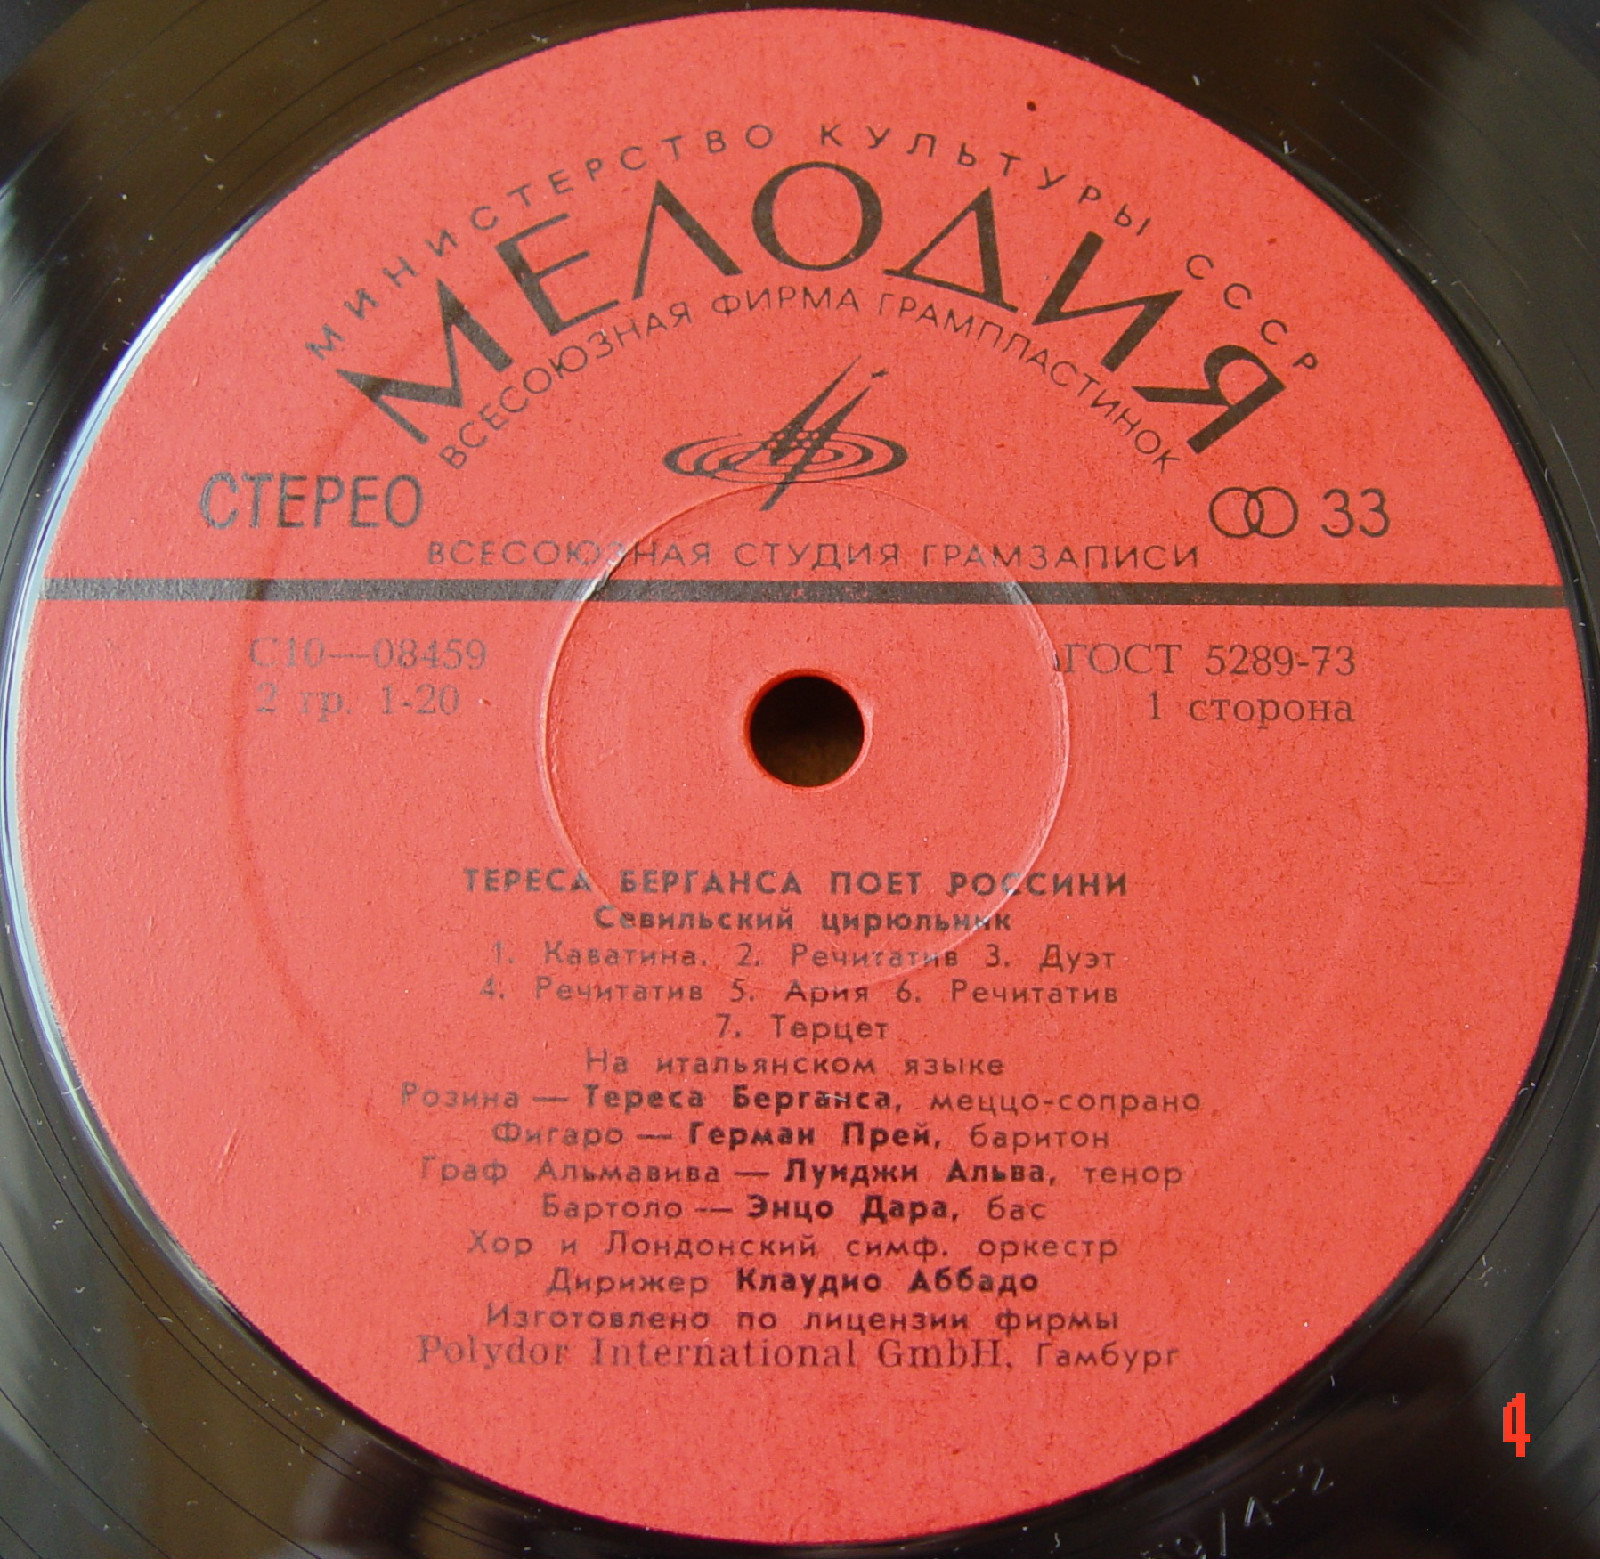 МИНИСТЕРСТВО КУЛЬТУРЫ СССР
МЕЛОДИЯ
ВСЕСОЮЗНАЯ ФИРМА ГРАМПЛАСТИНОК
СТЕРЕО
33
ВСЕСОЮЗНАЯ СТУДИЯ ГРАМЗАПИСИ
С10—08459
ГОСТ 5289-73
2 гр. 1-20
1 сторона
ТЕРЕСА БЕРГАНСА ПОЕТ РОССИНИ
Севильский цирюльник
1. Каватина. 2. Речитатив 3. Дуэт
4. Речитатив 5. Ария 6. Речитатив
7. Терцет
На итальянском языке
Розина — Тереса Берганса, меццо-сопрано
Фигаро — Герман Прей, баритон
Граф Альмавива — Луиджи Альва, тенор
Бартоло — Энцо Дара, бас
Хор и Лондонский симф. оркестр
Дирижер Клаудио Аббадо
Изготовлено по лицензии фирмы
Polydor International GmbH, Гамбург
4